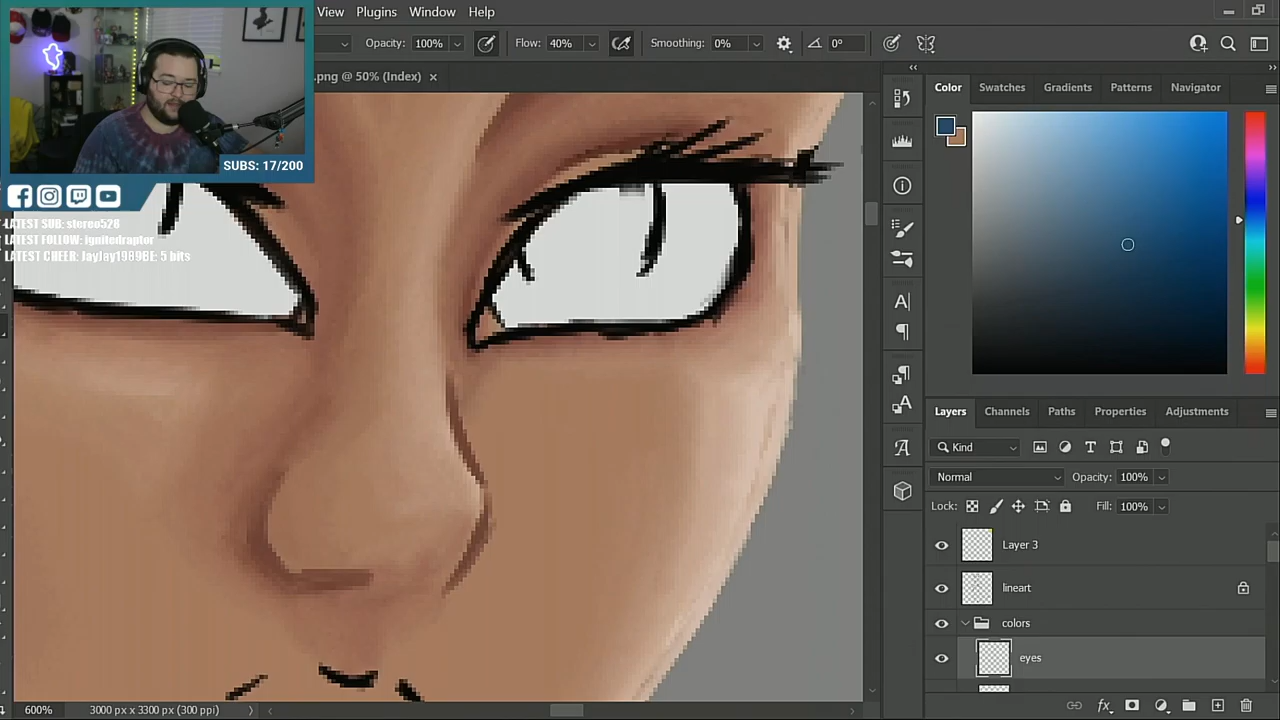 View Plugins Window Help
Opacity: 100% Flow: 40% Smoothing: 0% 0°
.png @ 50% (Index) ×
SUBS: 17/200
LATEST SUB: stereo528
LATEST FOLLOW: ignitedraptor
LATEST CHEER: JayJay1989BE: 5 bits
Color Swatches Gradients Patterns Navigator
Layers Channels Paths Properties Adjustments
Kind
Normal Opacity: 100%
Lock: Fill: 100%
Layer 3
lineart
colors
eyes
600% 3000 px x 3300 px (300 ppi)